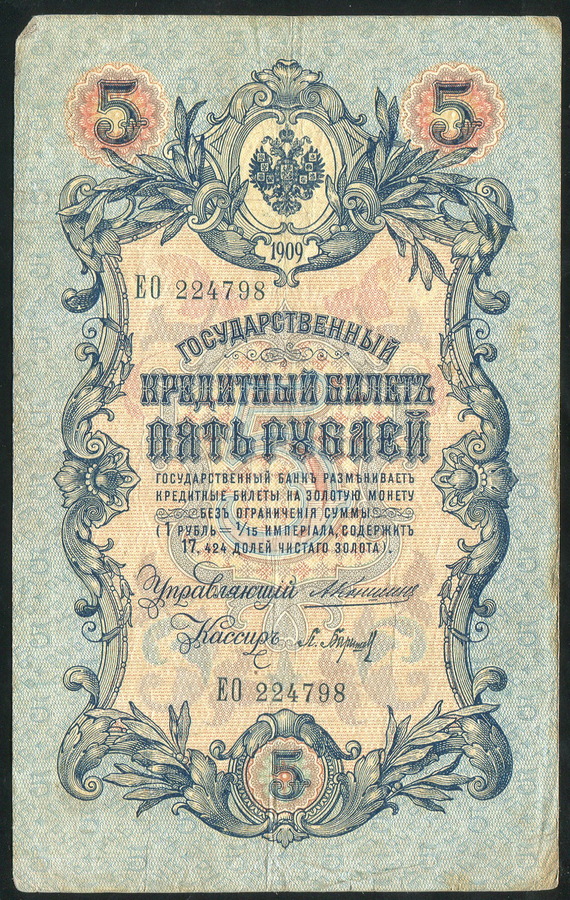 5 5
1909
ЕО 224798
ГОСУДАРСТВЕННЫЙ
КРЕДИТНЫЙ БИЛЕТЪ
ПЯТЬ РУБЛЕЙ
ГОСУДАРСТВЕННЫЙ БАНКЪ РАЗМѢНИВАЕТЪ
КРЕДИТНЫЕ БИЛЕТЫ НА ЗОЛОТУЮ МОНЕТУ
БЕЗЪ ОГРАНИЧЕНІЯ СУММЫ
(1 РУБЛЬ = 1/15 ИМПЕРІАЛА, СОДЕРЖИТЪ
17,424 ДОЛЕЙ ЧИСТАГО ЗОЛОТА).
Управляющій
Кассиръ
ЕО 224798
5